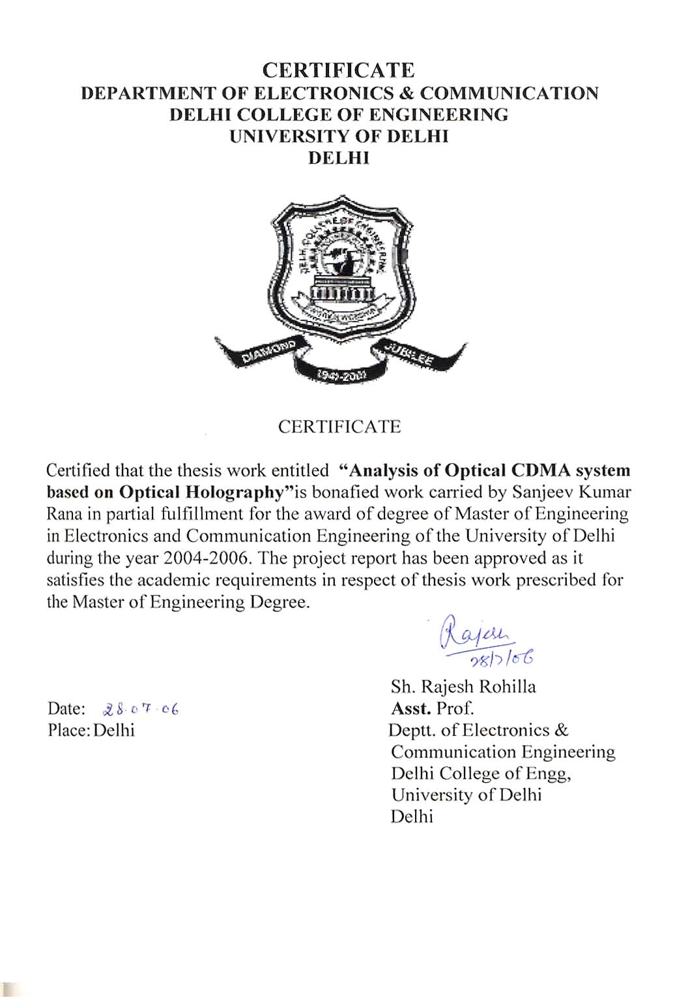 CERTIFICATE
DEPARTMENT OF ELECTRONICS & COMMUNICATION
DELHI COLLEGE OF ENGINEERING
UNIVERSITY OF DELHI
DELHI
DELHI COLLEGE OF ENGINEERING
DIAMOND JUBILEE
1941-2001
CERTIFICATE
Certified that the thesis work entitled “Analysis of Optical CDMA system
based on Optical Holography”is bonafied work carried by Sanjeev Kumar
Rana in partial fulfillment for the award of degree of Master of Engineering
in Electronics and Communication Engineering of the University of Delhi
during the year 2004-2006. The project report has been approved as it
satisfies the academic requirements in respect of thesis work prescribed for
the Master of Engineering Degree.
Rajesh
28/7/06
Sh. Rajesh Rohilla
Date: 28.07.06
Asst. Prof.
Place: Delhi
Deptt. of Electronics &
Communication Engineering
Delhi College of Engg,
University of Delhi
Delhi